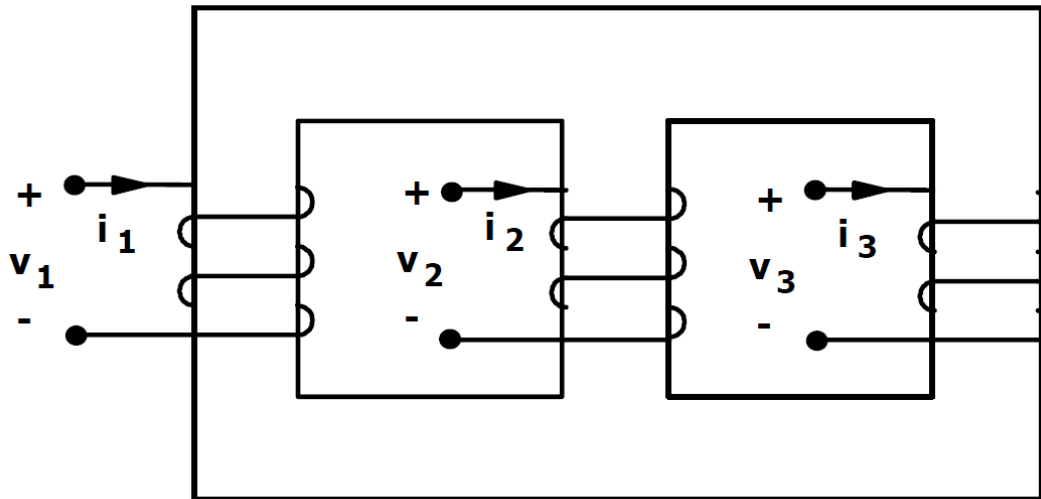 + i 1 v 1 -
+ i 2 v 2 -
+ i 3 v 3 -